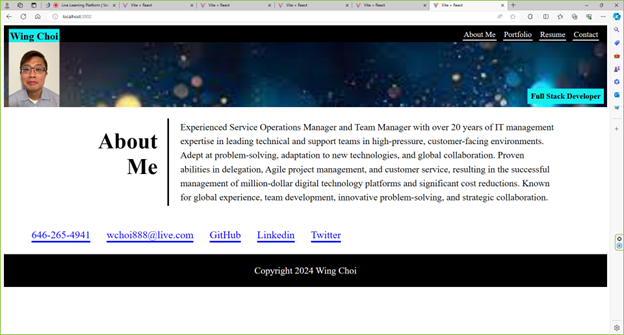 Live Learning Platform | Sk
Vite + React
Vite + React
Vite + React
Vite + React
Vite + React
localhost:3002
Wing Choi
About Me
Portfolio
Resume
Contact
Full Stack Developer
About
Me
Experienced Service Operations Manager and Team Manager with over 20 years of IT management
expertise in leading technical and support teams in high-pressure, customer-facing environments.
Adept at problem-solving, adaptation to new technologies, and global collaboration. Proven
abilities in delegation, Agile project management, and customer service, resulting in the successful
management of million-dollar digital technology platforms and significant cost reductions. Known
for global experience, team development, innovative problem-solving, and strategic collaboration.
646-265-4941
wchoi888@live.com
GitHub
Linkedin
Twitter
Copyright 2024 Wing Choi